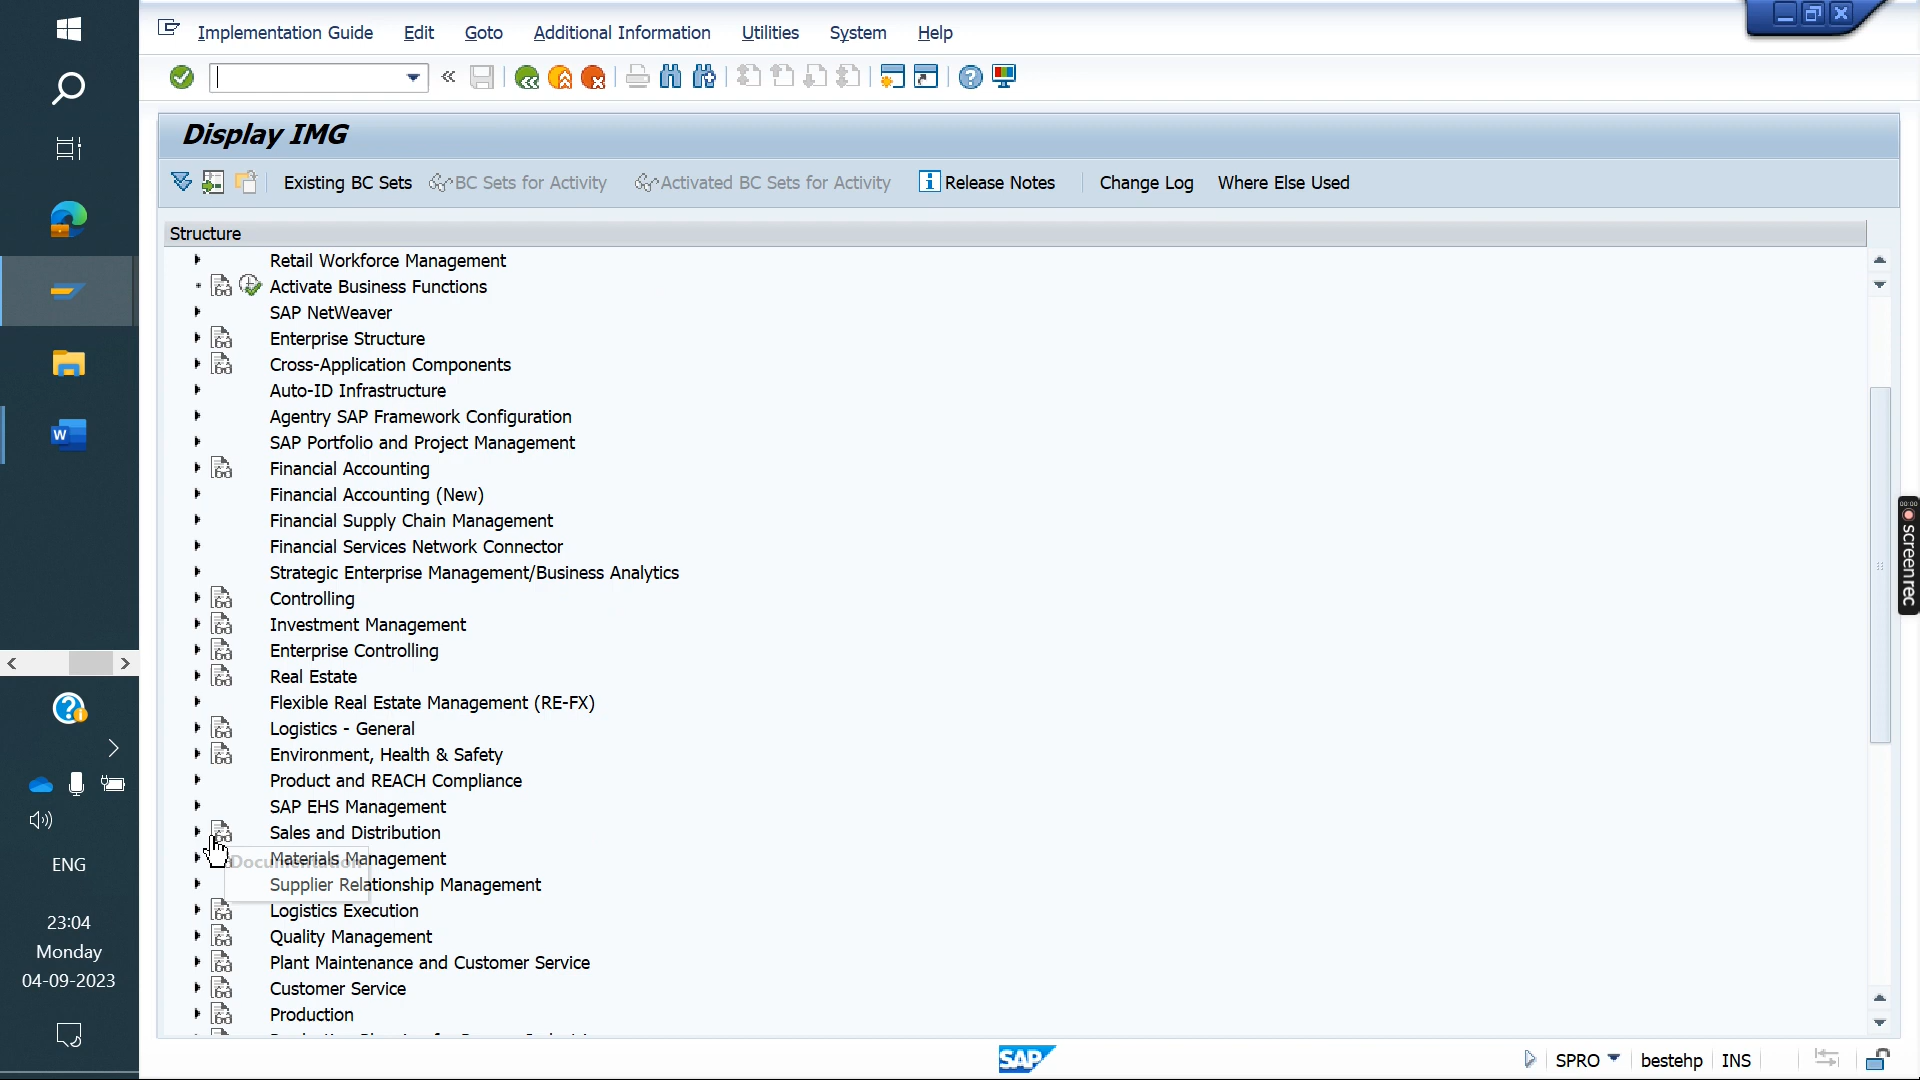 Implementation Guide Edit Goto Additional Information Utilities System Help
Display IMG
Existing BC Sets BC Sets for Activity Activated BC Sets for Activity Release Notes Change Log Where Else Used
Structure
Retail Workforce Management
Activate Business Functions
SAP NetWeaver
Enterprise Structure
Cross-Application Components
Auto-ID Infrastructure
Agentry SAP Framework Configuration
SAP Portfolio and Project Management
Financial Accounting
Financial Accounting (New)
Financial Supply Chain Management
Financial Services Network Connector
Strategic Enterprise Management/Business Analytics
Controlling
Investment Management
Enterprise Controlling
Real Estate
Flexible Real Estate Management (RE-FX)
Logistics - General
Environment, Health & Safety
Product and REACH Compliance
SAP EHS Management
Sales and Distribution
Materials Management
Documentation
Supplier Relationship Management
Logistics Execution
Quality Management
Plant Maintenance and Customer Service
Customer Service
Production
W
ENG
23:04
Monday
04-09-2023
00:00
screenrec
SAP
SPRO bestehp INS